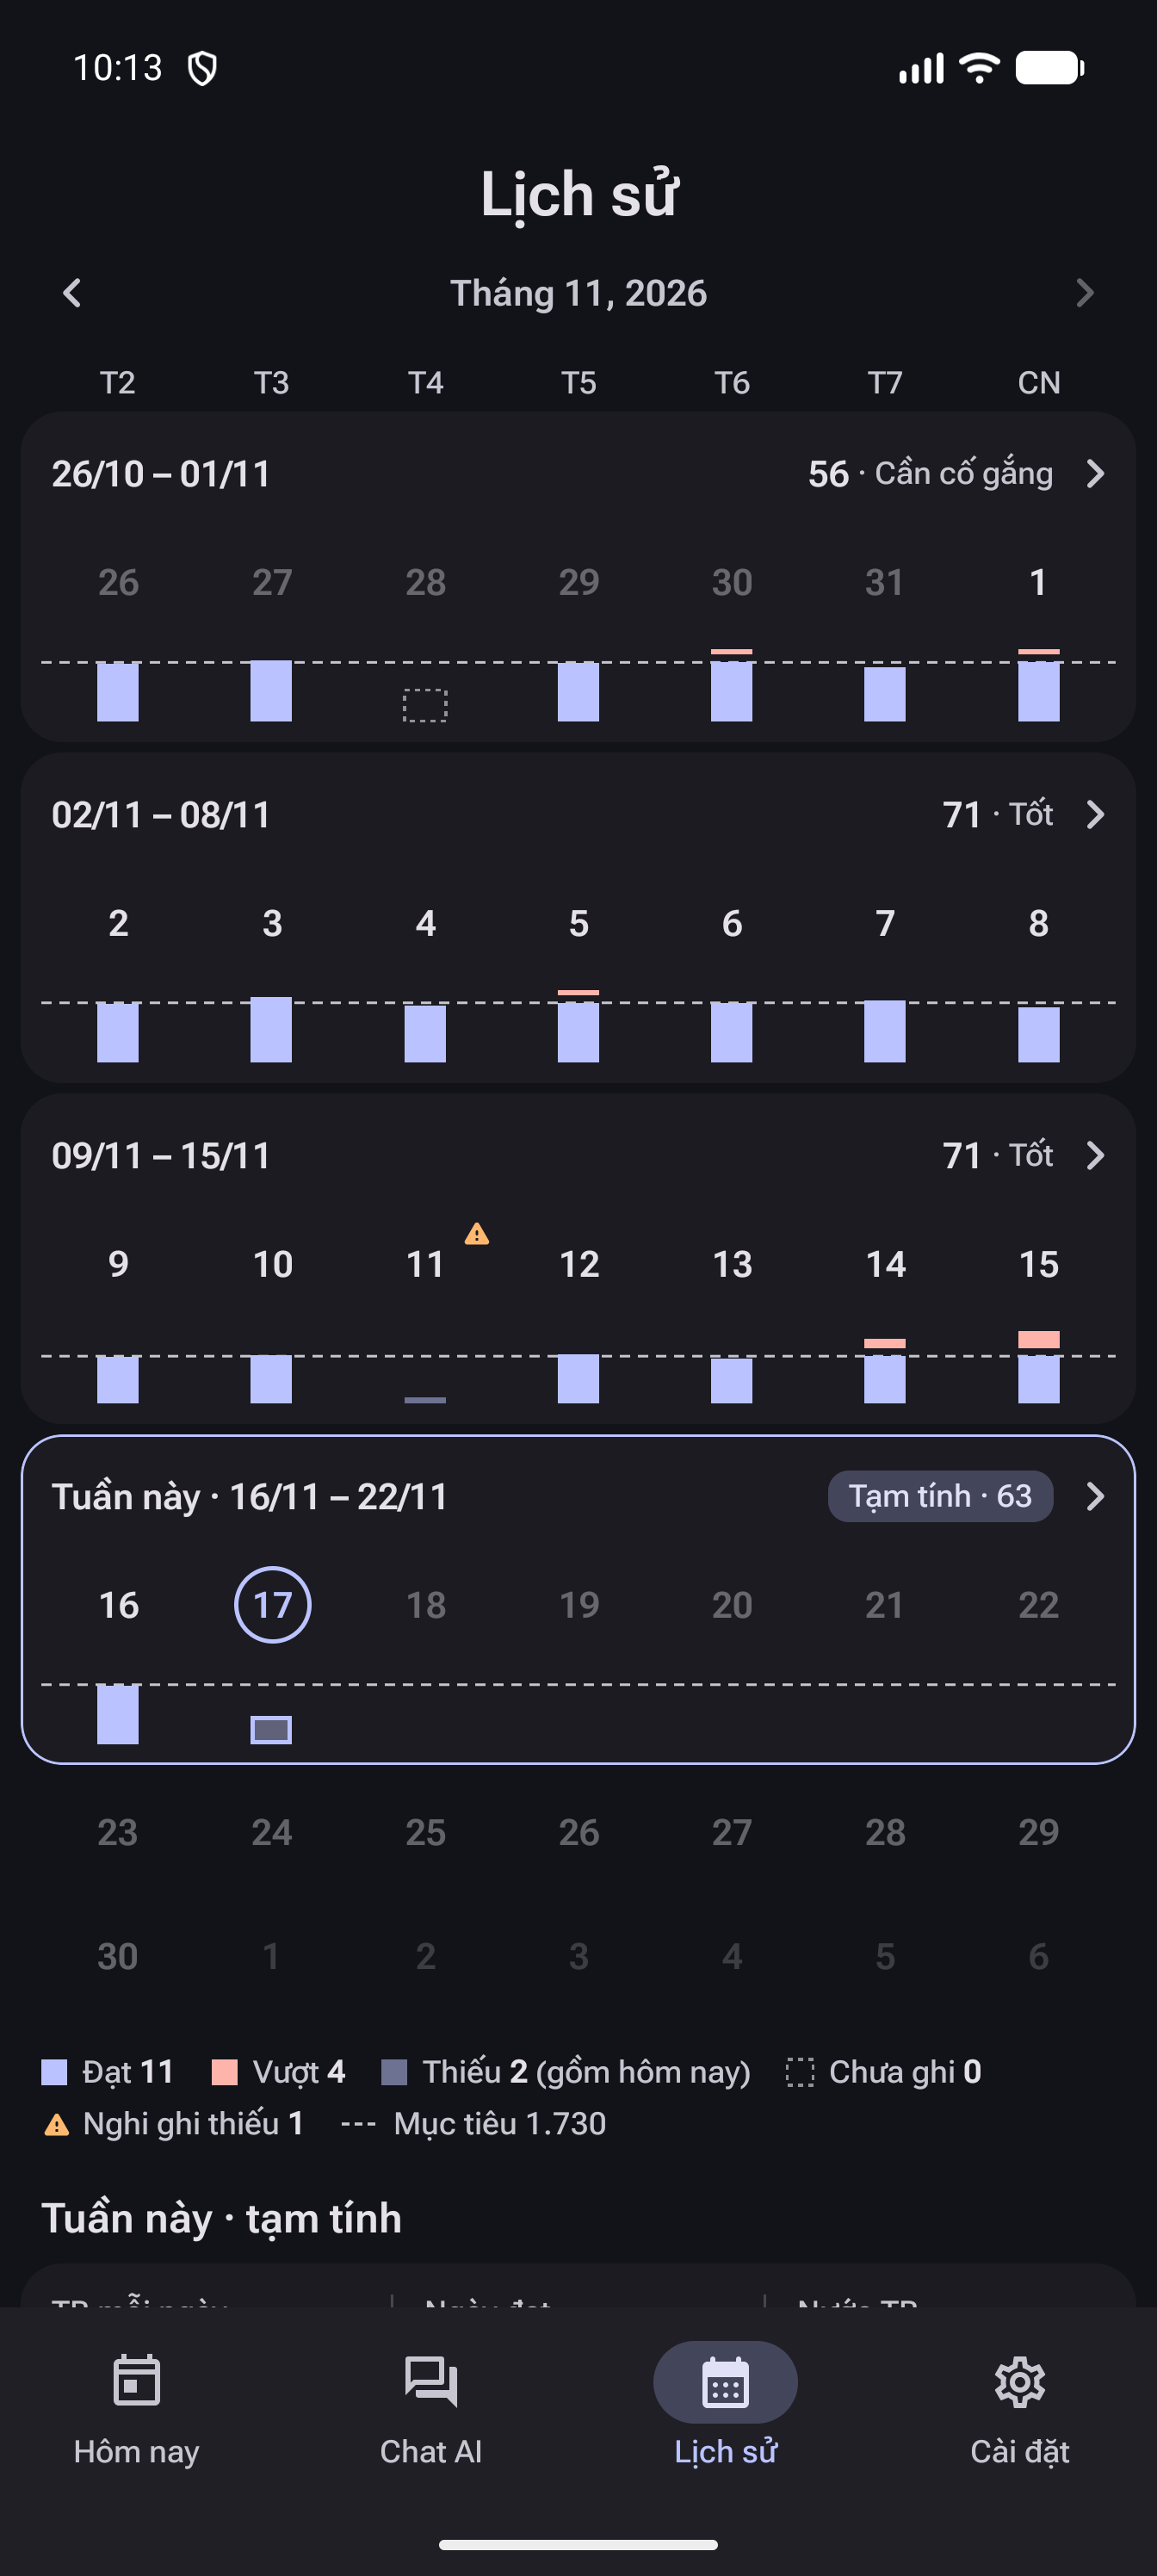 10:13
Lịch sử
Tháng 11, 2026
T2 T3 T4 T5 T6 T7 CN
26/10 – 01/11 56 · Cần cố gắng
26 27 28 29 30 31 1
02/11 – 08/11 71 · Tốt
2 3 4 5 6 7 8
09/11 – 15/11 71 · Tốt
9 10 11 12 13 14 15
Tuần này · 16/11 – 22/11 Tạm tính · 63
16 17 18 19 20 21 22
23 24 25 26 27 28 29
30 1 2 3 4 5 6
Đạt 11 Vượt 4 Thiếu 2 (gồm hôm nay) Chưa ghi 0
Nghi ghi thiếu 1 Mục tiêu 1.730
Tuần này · tạm tính
Hôm nay Chat AI Lịch sử Cài đặt